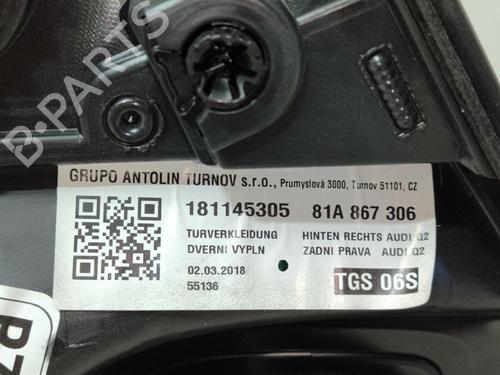 B-PARTS
GRUPO ANTOLIN TURNOV s.r.o., Prumyslová 3000, Turnov 51101, CZ
181145305 81A 867 306
TURVERKLEIDUNG HINTEN RECHTS AUDI Q2
DVERNI VYPLN ZADNI PRAVA AUDI Q2
02.03.2018
55136
TGS 06S